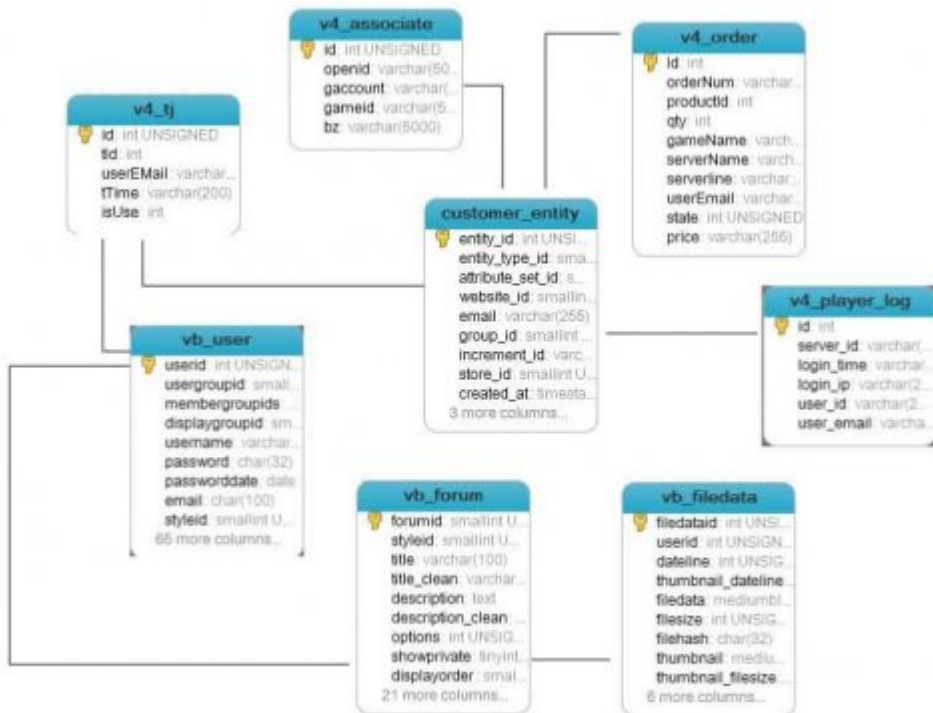 v4_associate
id: int UNSIGNED
openid: varchar(50...
gaccount: varchar(...
gameid: varchar(5...
bz: varchar(5000)
v4_order
id: int
orderNum: varchar...
productId: int
qty: int
gameName: varch...
serverName: varch...
serverline: varchar...
userEmail: varchar...
state: int UNSIGNED
price: varchar(255)
v4_tj
id: int UNSIGNED
tid: int
userEMail: varchar...
tTime: varchar(200)
isUse: int
customer_entity
entity_id: int UNSI...
entity_type_id: sma...
attribute_set_id: s...
website_id: smallin...
email: varchar(255)
group_id: smallint ...
increment_id: varc...
store_id: smallint U...
created_at: timesta...
3 more columns...
v4_player_log
id: int
server_id: varchar(...
login_time: varchar...
login_ip: varchar(2...
user_id: varchar(2...
user_email: varcha...
vb_user
userid: int UNSIGN...
usergroupid: small...
membergroupids: ...
displaygroupid: sm...
username: varchar...
password: char(32)
passworddate: date
email: char(100)
styleid: smallint U...
65 more columns...
vb_forum
forumid: smallint U...
styleid: smallint U...
title: varchar(100)
title_clean: varchar...
description: text
description_clean: ...
options: int UNSIG...
showprivate: tinyint...
displayorder: smal...
21 more columns...
vb_filedata
filedataid: int UNSI...
userid: int UNSIGN...
dateline: int UNSIG...
thumbnail_dateline: ...
filedata: mediumbl...
filesize: int UNSIG...
filehash: char(32)
thumbnail: mediu...
thumbnail_filesize: ...
6 more columns...